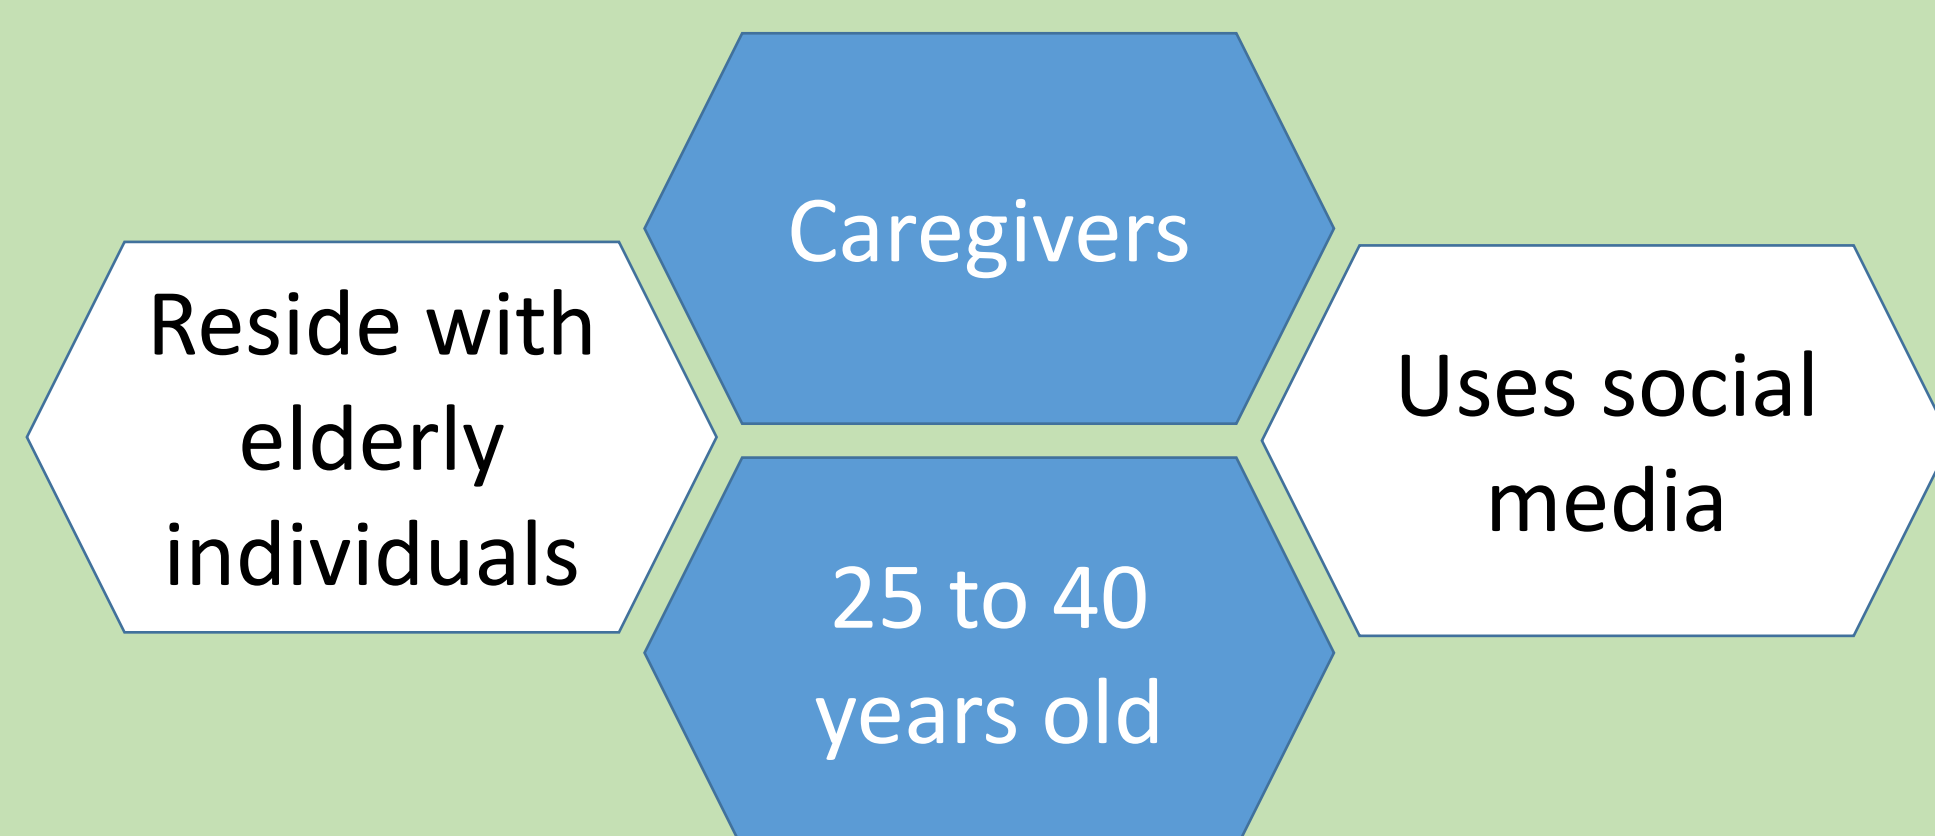 Caregivers
Reside with
elderly
individuals
Uses social
media
25 to 40
years old